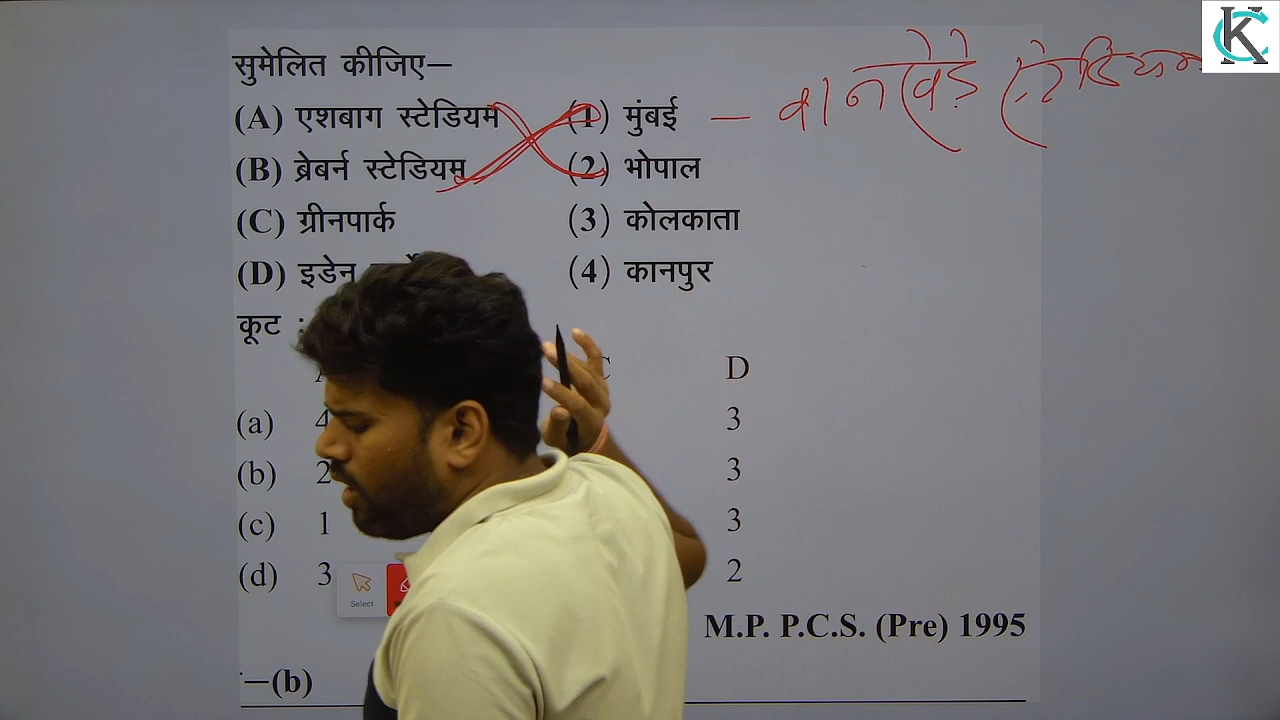 सुमेलित कीजिए–
(A) एशबाग स्टेडियम (1) मुंबई – वानखेड़े स्टेडियम
(B) ब्रेबर्न स्टेडियम (2) भोपाल
(C) ग्रीनपार्क (3) कोलकाता
(D) इडेन (4) कानपुर
कूट :
C D
(a) 4 3
(b) 2 3
(c) 1 3
(d) 3 2
Select
M.P. P.C.S. (Pre) 1995
–(b)
KC